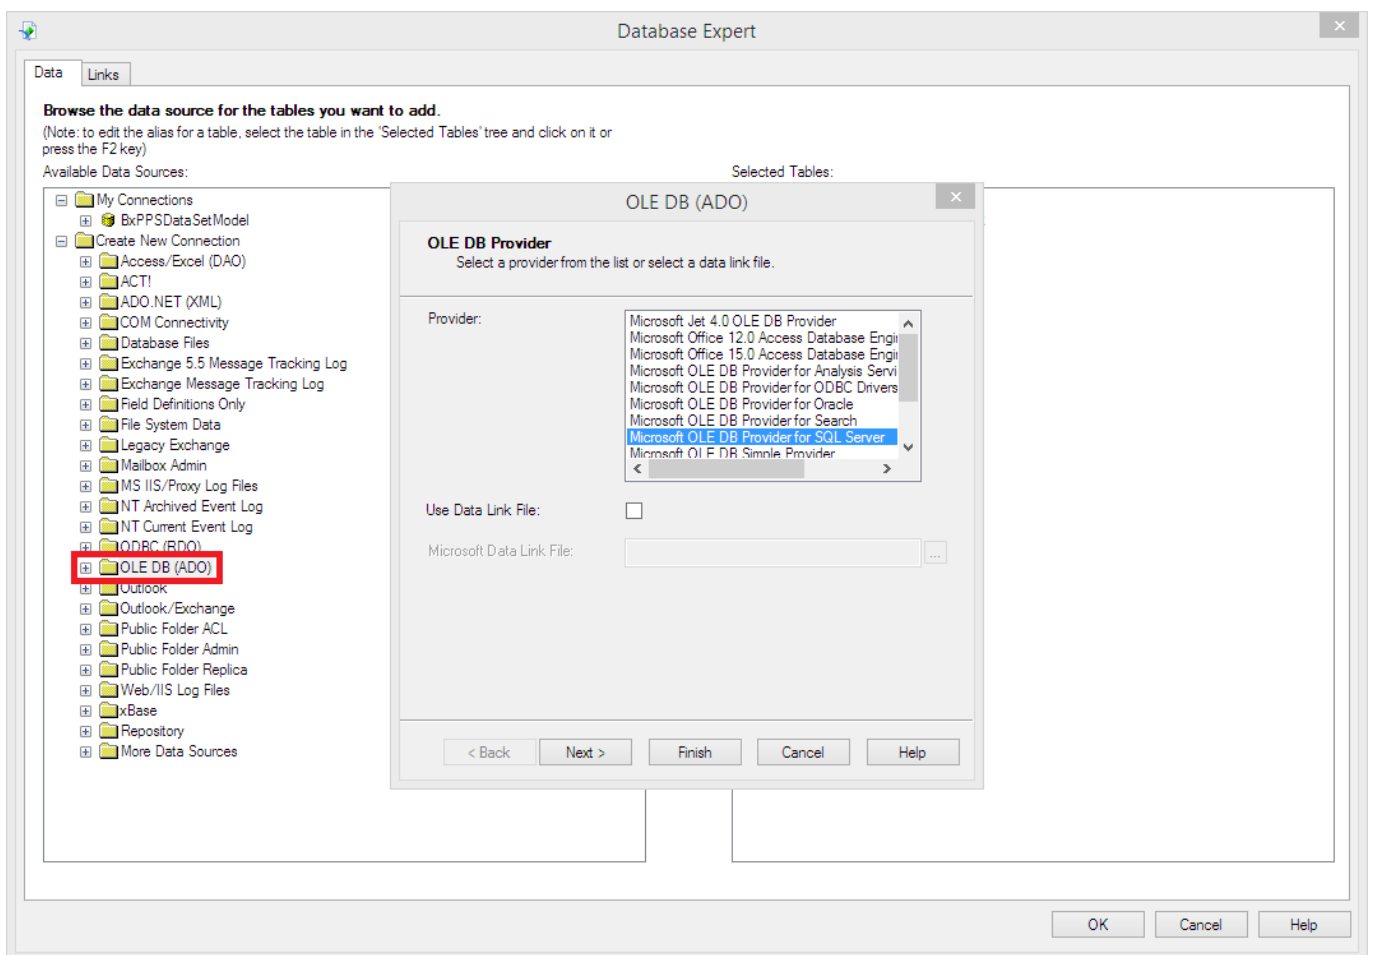 Database Expert
Data
Links
Browse the data source for the tables you want to add.
(Note: to edit the alias for a table, select the table in the 'Selected Tables' tree and click on it or
press the F2 key)
Available Data Sources:
Selected Tables:
My Connections
BxPPSDataSetModel
Create New Connection
Access/Excel (DAO)
ACT!
ADO.NET (XML)
COM Connectivity
Database Files
Exchange 5.5 Message Tracking Log
Exchange Message Tracking Log
Field Definitions Only
File System Data
Legacy Exchange
Mailbox Admin
MS IIS/Proxy Log Files
NT Archived Event Log
NT Current Event Log
ODBC (RDO)
OLE DB (ADO)
Outlook
Outlook/Exchange
Public Folder ACL
Public Folder Admin
Public Folder Replica
Web/IIS Log Files
xBase
Repository
More Data Sources
OLE DB (ADO)
OLE DB Provider
Select a provider from the list or select a data link file.
Provider:
Microsoft Jet 4.0 OLE DB Provider
Microsoft Office 12.0 Access Database Engi
Microsoft Office 15.0 Access Database Engi
Microsoft OLE DB Provider for Analysis Servi
Microsoft OLE DB Provider for ODBC Drivers
Microsoft OLE DB Provider for Oracle
Microsoft OLE DB Provider for Search
Microsoft OLE DB Provider for SQL Server
Microsoft OLE DB Simple Provider
Use Data Link File:
Microsoft Data Link File:
...
< Back
Next >
Finish
Cancel
Help
OK
Cancel
Help